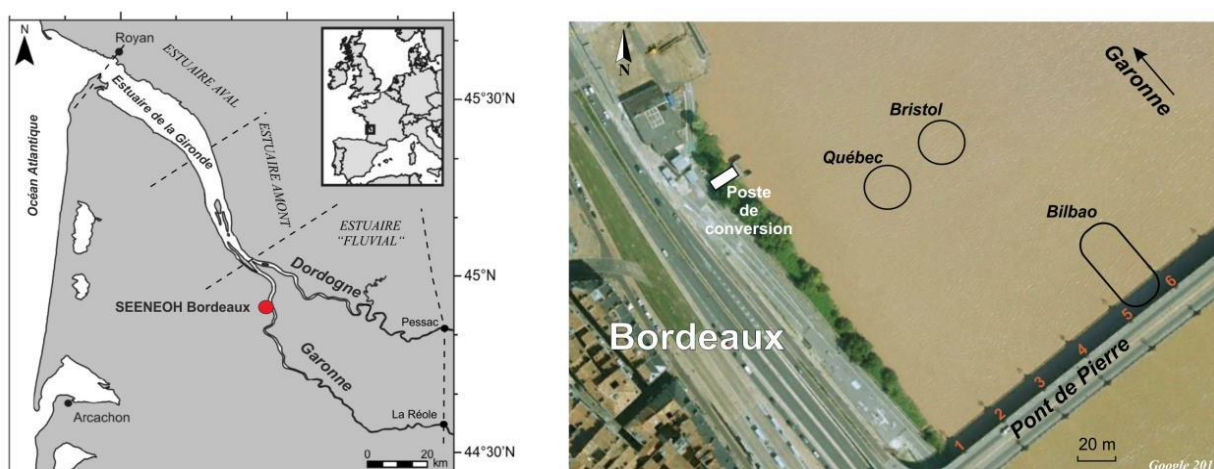 N
Royan
ESTUAIRE AVAL
Estuaire de la Gironde
Océan Atlantique
ESTUAIRE AMONT
ESTUAIRE
"FLUVIAL"
Dordogne
SEENEOH Bordeaux
Pessac
Garonne
La Réole
Arcachon
0 10 20
km
45°30'N
45°N
44°30'N
N
Garonne
Bristol
Québec
Poste
de
conversion
Bilbao
Bordeaux
1 2 3 4 5 6
Pont de Pierre
20 m
Google 201